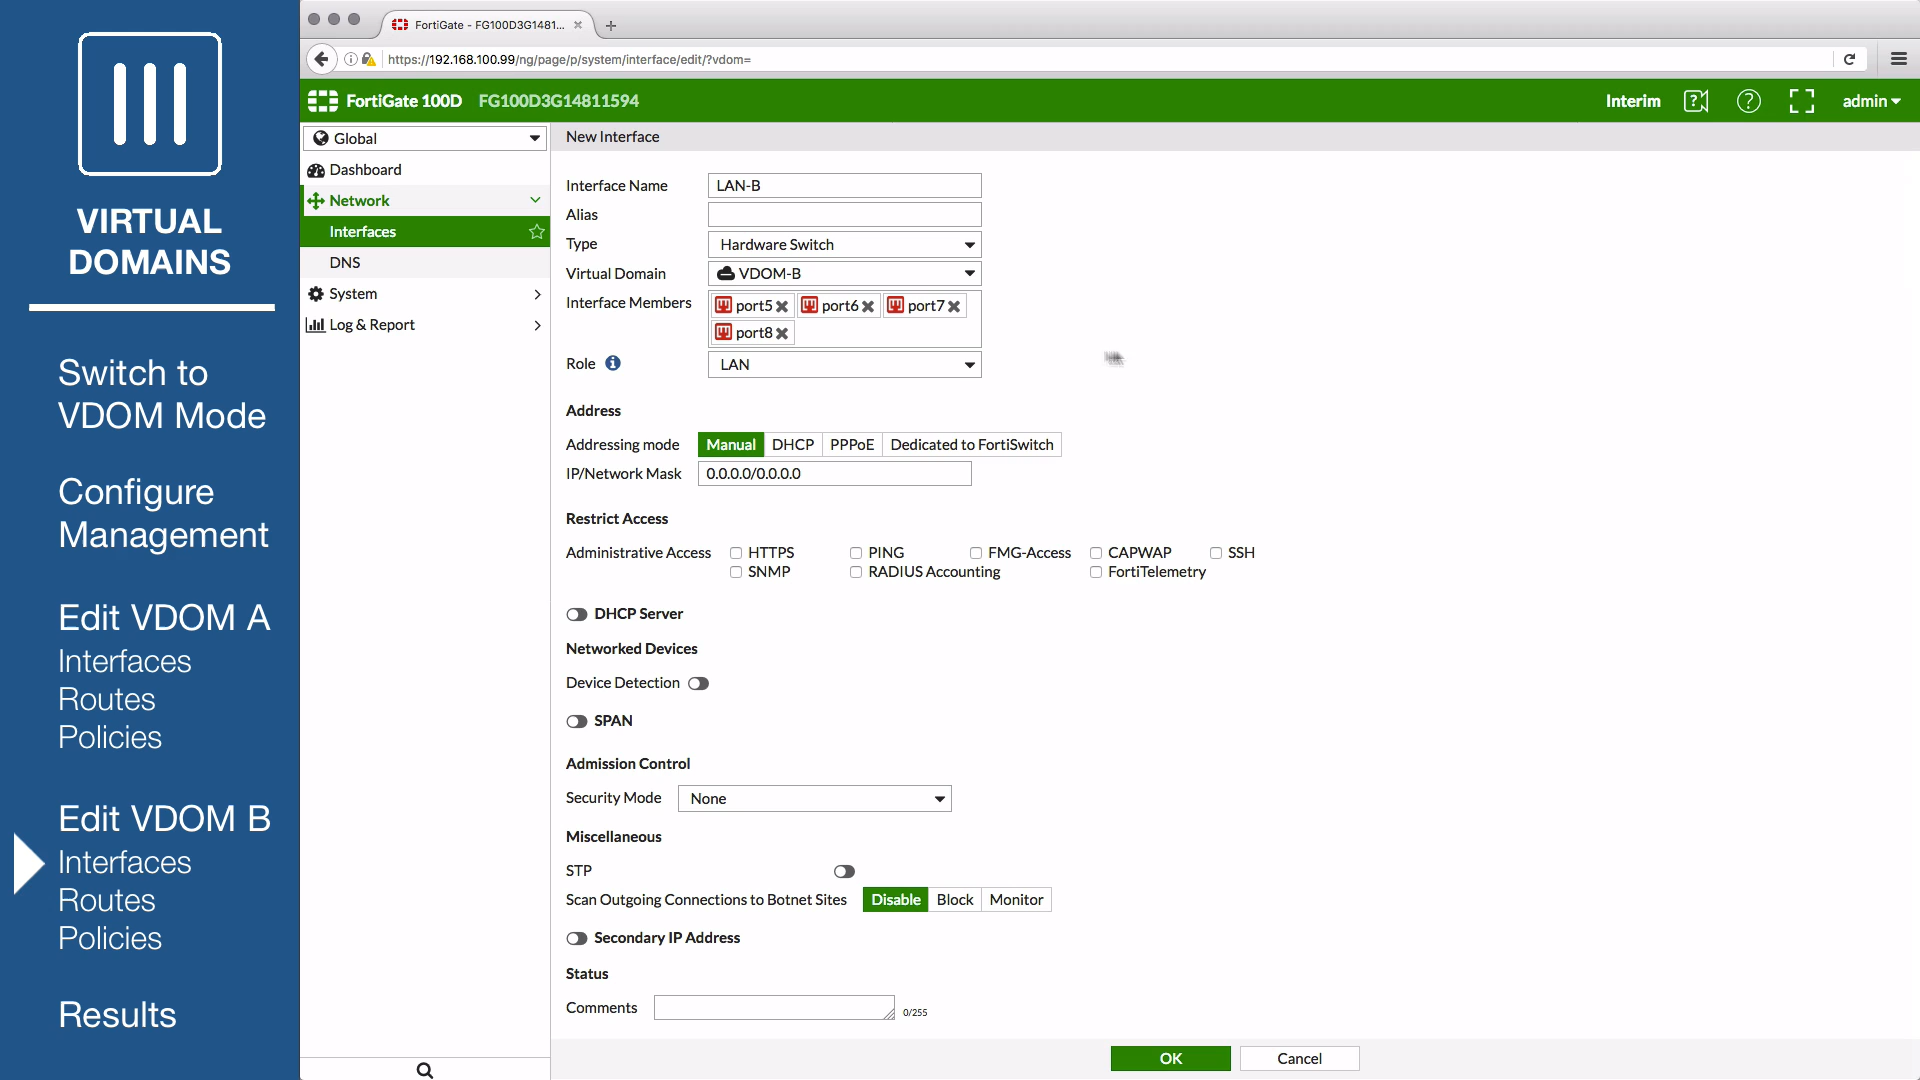 VIRTUAL
DOMAINS
Switch to
VDOM Mode
Configure
Management
Edit VDOM A
Interfaces
Routes
Policies
Edit VDOM B
Interfaces
Routes
Policies
Results
FortiGate - FG100D3G1481...
https://192.168.100.99/ng/page/p/system/interface/edit/?vdom=
FortiGate 100D FG100D3G14811594
Interim
admin
Global
Dashboard
Network
Interfaces
DNS
System
Log & Report
New Interface
Interface Name LAN-B
Alias
Type Hardware Switch
Virtual Domain VDOM-B
Interface Members port5 port6 port7
port8
Role LAN
Address
Addressing mode Manual DHCP PPPoE Dedicated to FortiSwitch
IP/Network Mask 0.0.0.0/0.0.0.0
Restrict Access
Administrative Access HTTPS PING FMG-Access CAPWAP SSH
SNMP RADIUS Accounting FortiTelemetry
DHCP Server
Networked Devices
Device Detection
SPAN
Admission Control
Security Mode None
Miscellaneous
STP
Scan Outgoing Connections to Botnet Sites Disable Block Monitor
Secondary IP Address
Status
Comments 0/255
OK Cancel